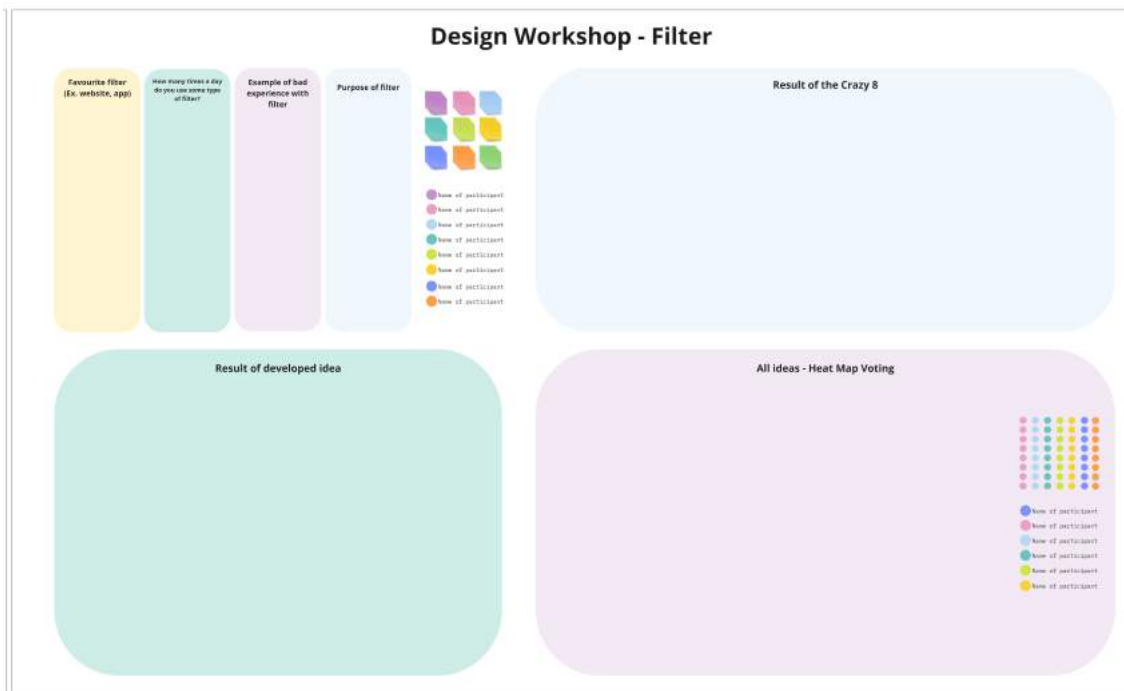 Design Workshop - Filter
Favourite filter
(Ex. website, app)
How many times a day
do you use some type
of filter?
Example of bad
experience with
filter
Purpose of filter
Name of participant
Name of participant
Name of participant
Name of participant
Name of participant
Name of participant
Name of participant
Name of participant
Result of the Crazy 8
Result of developed idea
All ideas - Heat Map Voting
Name of participant
Name of participant
Name of participant
Name of participant
Name of participant
Name of participant